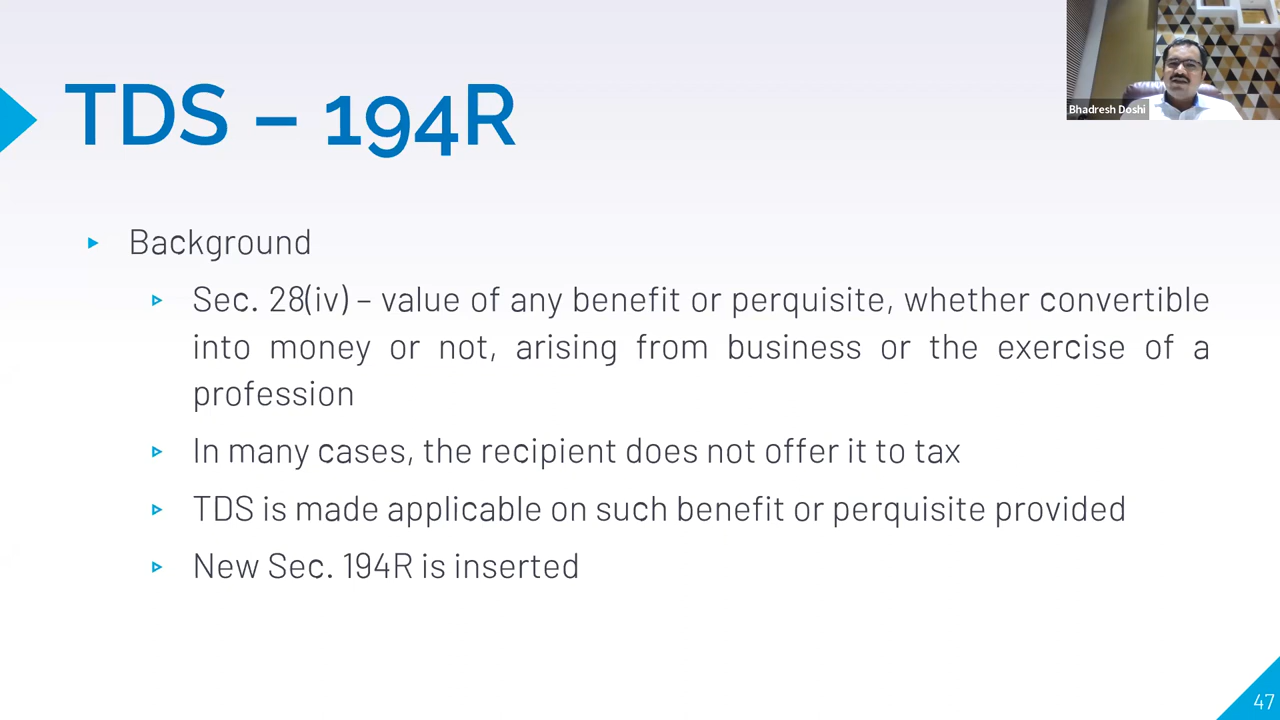 Bhadresh Doshi
TDS – 194R
Background
Sec. 28(iv) – value of any benefit or perquisite, whether convertible
into money or not, arising from business or the exercise of a
profession
In many cases, the recipient does not offer it to tax
TDS is made applicable on such benefit or perquisite provided
New Sec. 194R is inserted
47